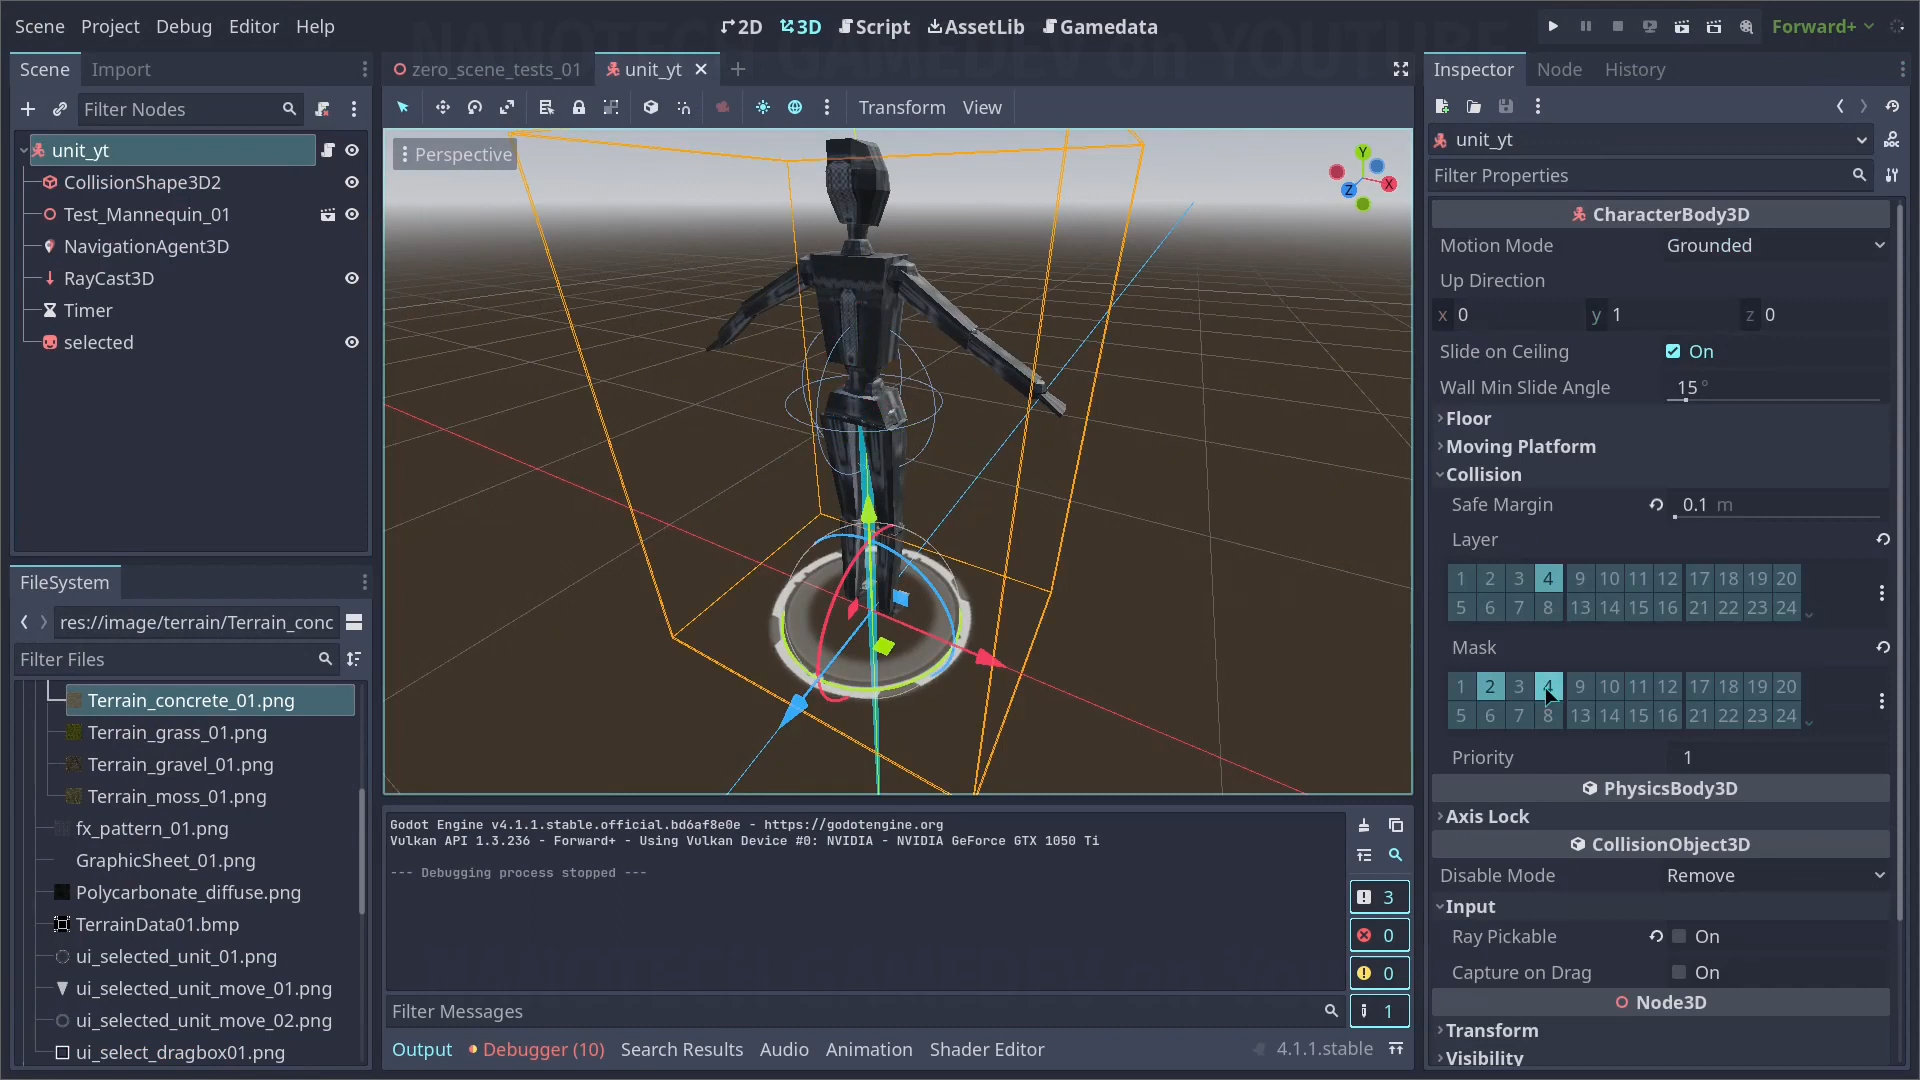 Scene Project Debug Editor Help
2D 3D Script AssetLib Gamedata
Forward+
Scene Import
Filter Nodes
unit_yt
CollisionShape3D2
Test_Mannequin_01
NavigationAgent3D
RayCast3D
Timer
selected
FileSystem
res://image/terrain/Terrain_conc
Filter Files
Terrain_concrete_01.png
Terrain_grass_01.png
Terrain_gravel_01.png
Terrain_moss_01.png
fx_pattern_01.png
GraphicSheet_01.png
Polycarbonate_diffuse.png
TerrainData01.bmp
ui_selected_unit_01.png
ui_selected_unit_move_01.png
ui_selected_unit_move_02.png
ui_select_dragbox01.png
zero_scene_tests_01 unit_yt
Transform View
Perspective
Y
X
Z
Godot Engine v4.1.1.stable.official.bd6af8e0e - https://godotengine.org
Vulkan API 1.3.236 - Forward+ - Using Vulkan Device #0: NVIDIA - NVIDIA GeForce GTX 1050 Ti
--- Debugging process stopped ---
3
0
0
1
Filter Messages
Output Debugger (10) Search Results Audio Animation Shader Editor
4.1.1.stable
Inspector Node History
unit_yt
Filter Properties
CharacterBody3D
Motion Mode Grounded
Up Direction
x 0 y 1 z 0
Slide on Ceiling On
Wall Min Slide Angle 15 °
Floor
Moving Platform
Collision
Safe Margin 0.1 m
Layer
1 2 3 4 9 10 11 12 17 18 19 20
5 6 7 8 13 14 15 16 21 22 23 24
Mask
1 2 3 4 9 10 11 12 17 18 19 20
5 6 7 8 13 14 15 16 21 22 23 24
Priority 1
PhysicsBody3D
Axis Lock
CollisionObject3D
Disable Mode Remove
Input
Ray Pickable On
Capture on Drag On
Node3D
Transform
Visibility